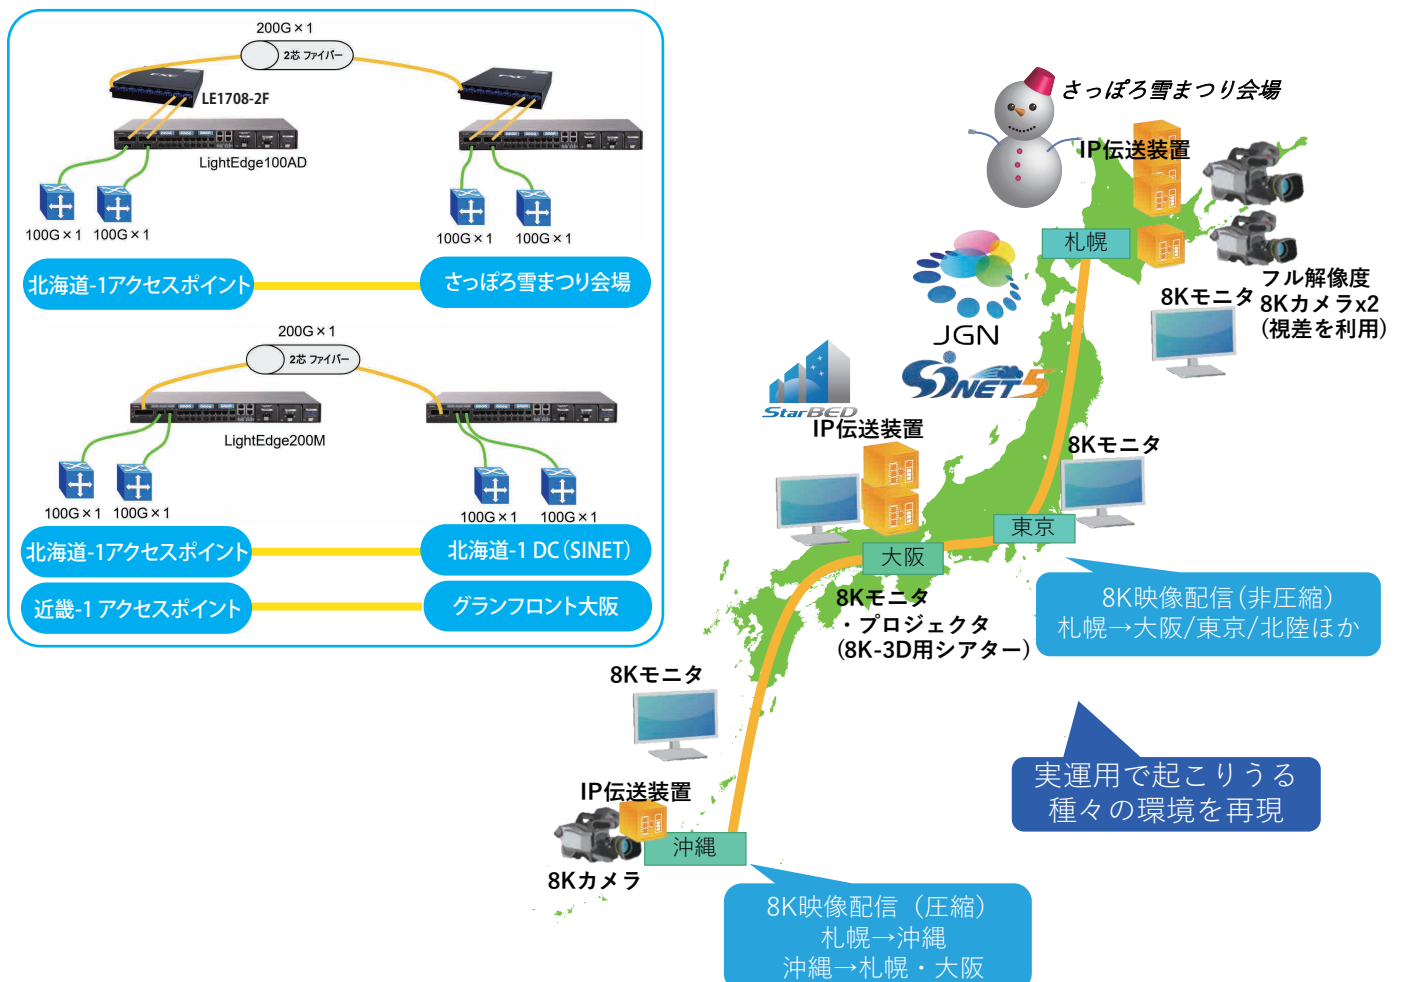 200G×1
2芯 ファイバー
FXC
LE1708-2F
LightEdge100AD
100G×1
100G×1
100G×1
100G×1
北海道-1アクセスポイント
さっぽろ雪まつり会場
200G×1
2芯 ファイバー
LightEdge200M
100G×1
100G×1
100G×1
100G×1
北海道-1アクセスポイント
北海道-1 DC(SINET)
近畿-1 アクセスポイント
グランフロント大阪
さっぽろ雪まつり会場
IP伝送装置
札幌
フル解像度
8Kカメラx2
(視差を利用)
8Kモニタ
JGN
SINET5
StarBED
IP伝送装置
8Kモニタ
東京
大阪
8Kモニタ
・プロジェクタ
(8K-3D用シアター)
8K映像配信(非圧縮)
札幌→大阪/東京/北陸ほか
8Kモニタ
実運用で起こりうる
種々の環境を再現
IP伝送装置
沖縄
8Kカメラ
8K映像配信（圧縮）
札幌→沖縄
沖縄→札幌・大阪